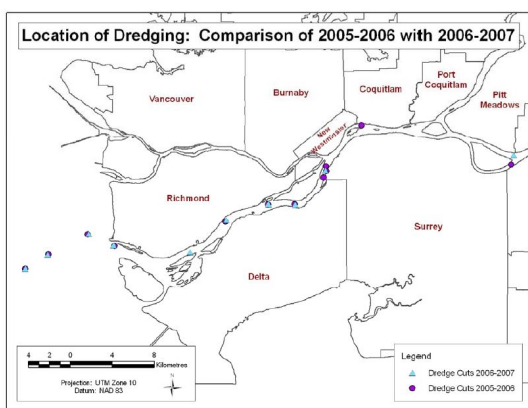 Location of Dredging: Comparison of 2005-2006 with 2006-2007
Vancouver
Burnaby
Coquitlam
Port
Coquitlam
Pitt
Meadows
New
Westminster
Richmond
Surrey
Delta
4 2 0 4 8
Kilometres
Projection: UTM Zone 10
Datum: NAD 83
N
Legend
Dredge Cuts 2006-2007
Dredge Cuts 2005-2006